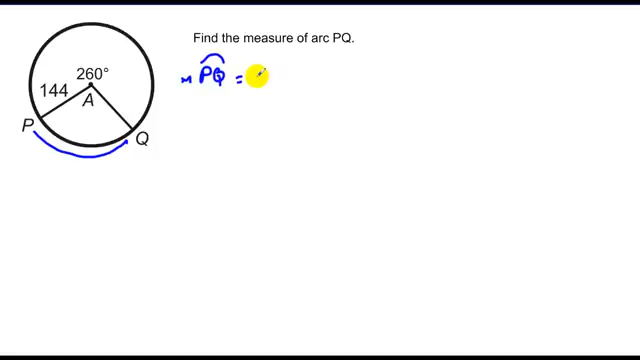 Find the measure of arc PQ.
m PQ =
260°
144
A
P
Q